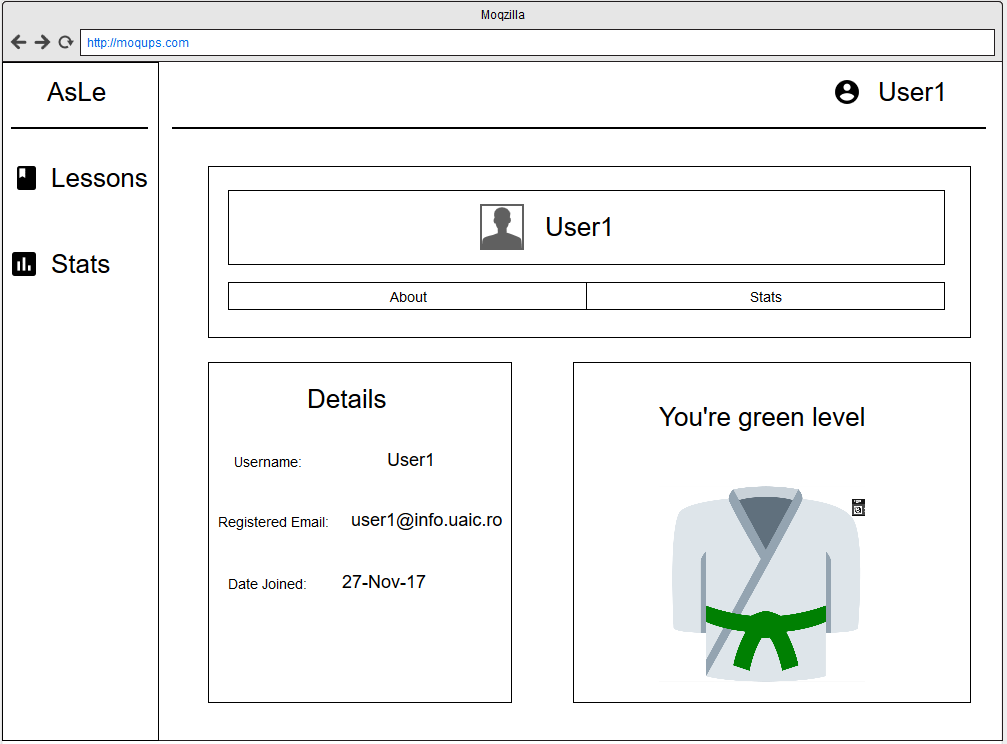 Moqzilla
http://moqups.com
AsLe
User1
Lessons
Stats
User1
About Stats
Details
Username: User1
Registered Email: user1@info.uaic.ro
Date Joined: 27-Nov-17
You're green level